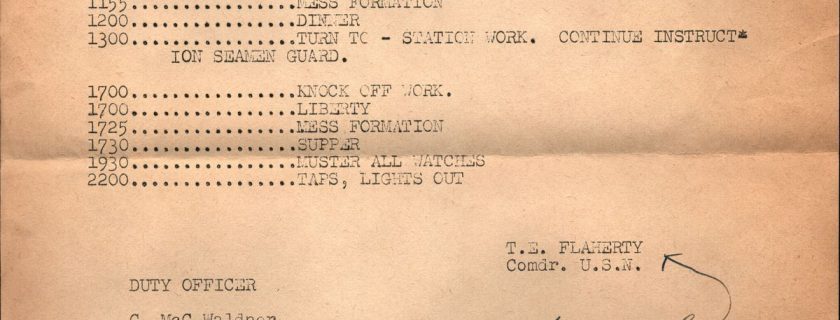 1155................MESS FORMATION
1200................DINNER
1300................TURN TO - STATION WORK. CONTINUE INSTRUCT*
ION SEAMEN GUARD.
1700................KNOCK OFF WORK.
1700................LIBERTY
1725................MESS FORMATION
1730................SUPPER
1930................MUSTER ALL WATCHES
2200................TAPS, LIGHTS OUT
T.E. FLAHERTY
Comdr. U.S.N.
DUTY OFFICER
C. MaC Waldner